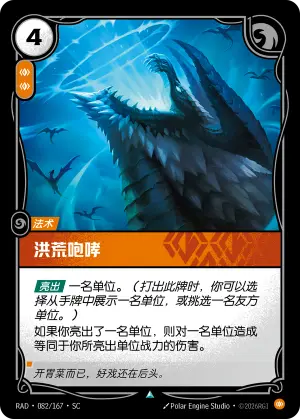 4
法术
洪荒咆哮
亮出 一名单位。（打出此牌时，你可以选
择从手牌中展示一名单位，或挑选一名友方
单位。）
如果你亮出了一名单位，则对一名单位造成
等同于你所亮出单位战力的伤害。
开胃菜而已，好戏还在后头。
RAD • 082/167 • SC
Polar Engine Studio
©2026RGI